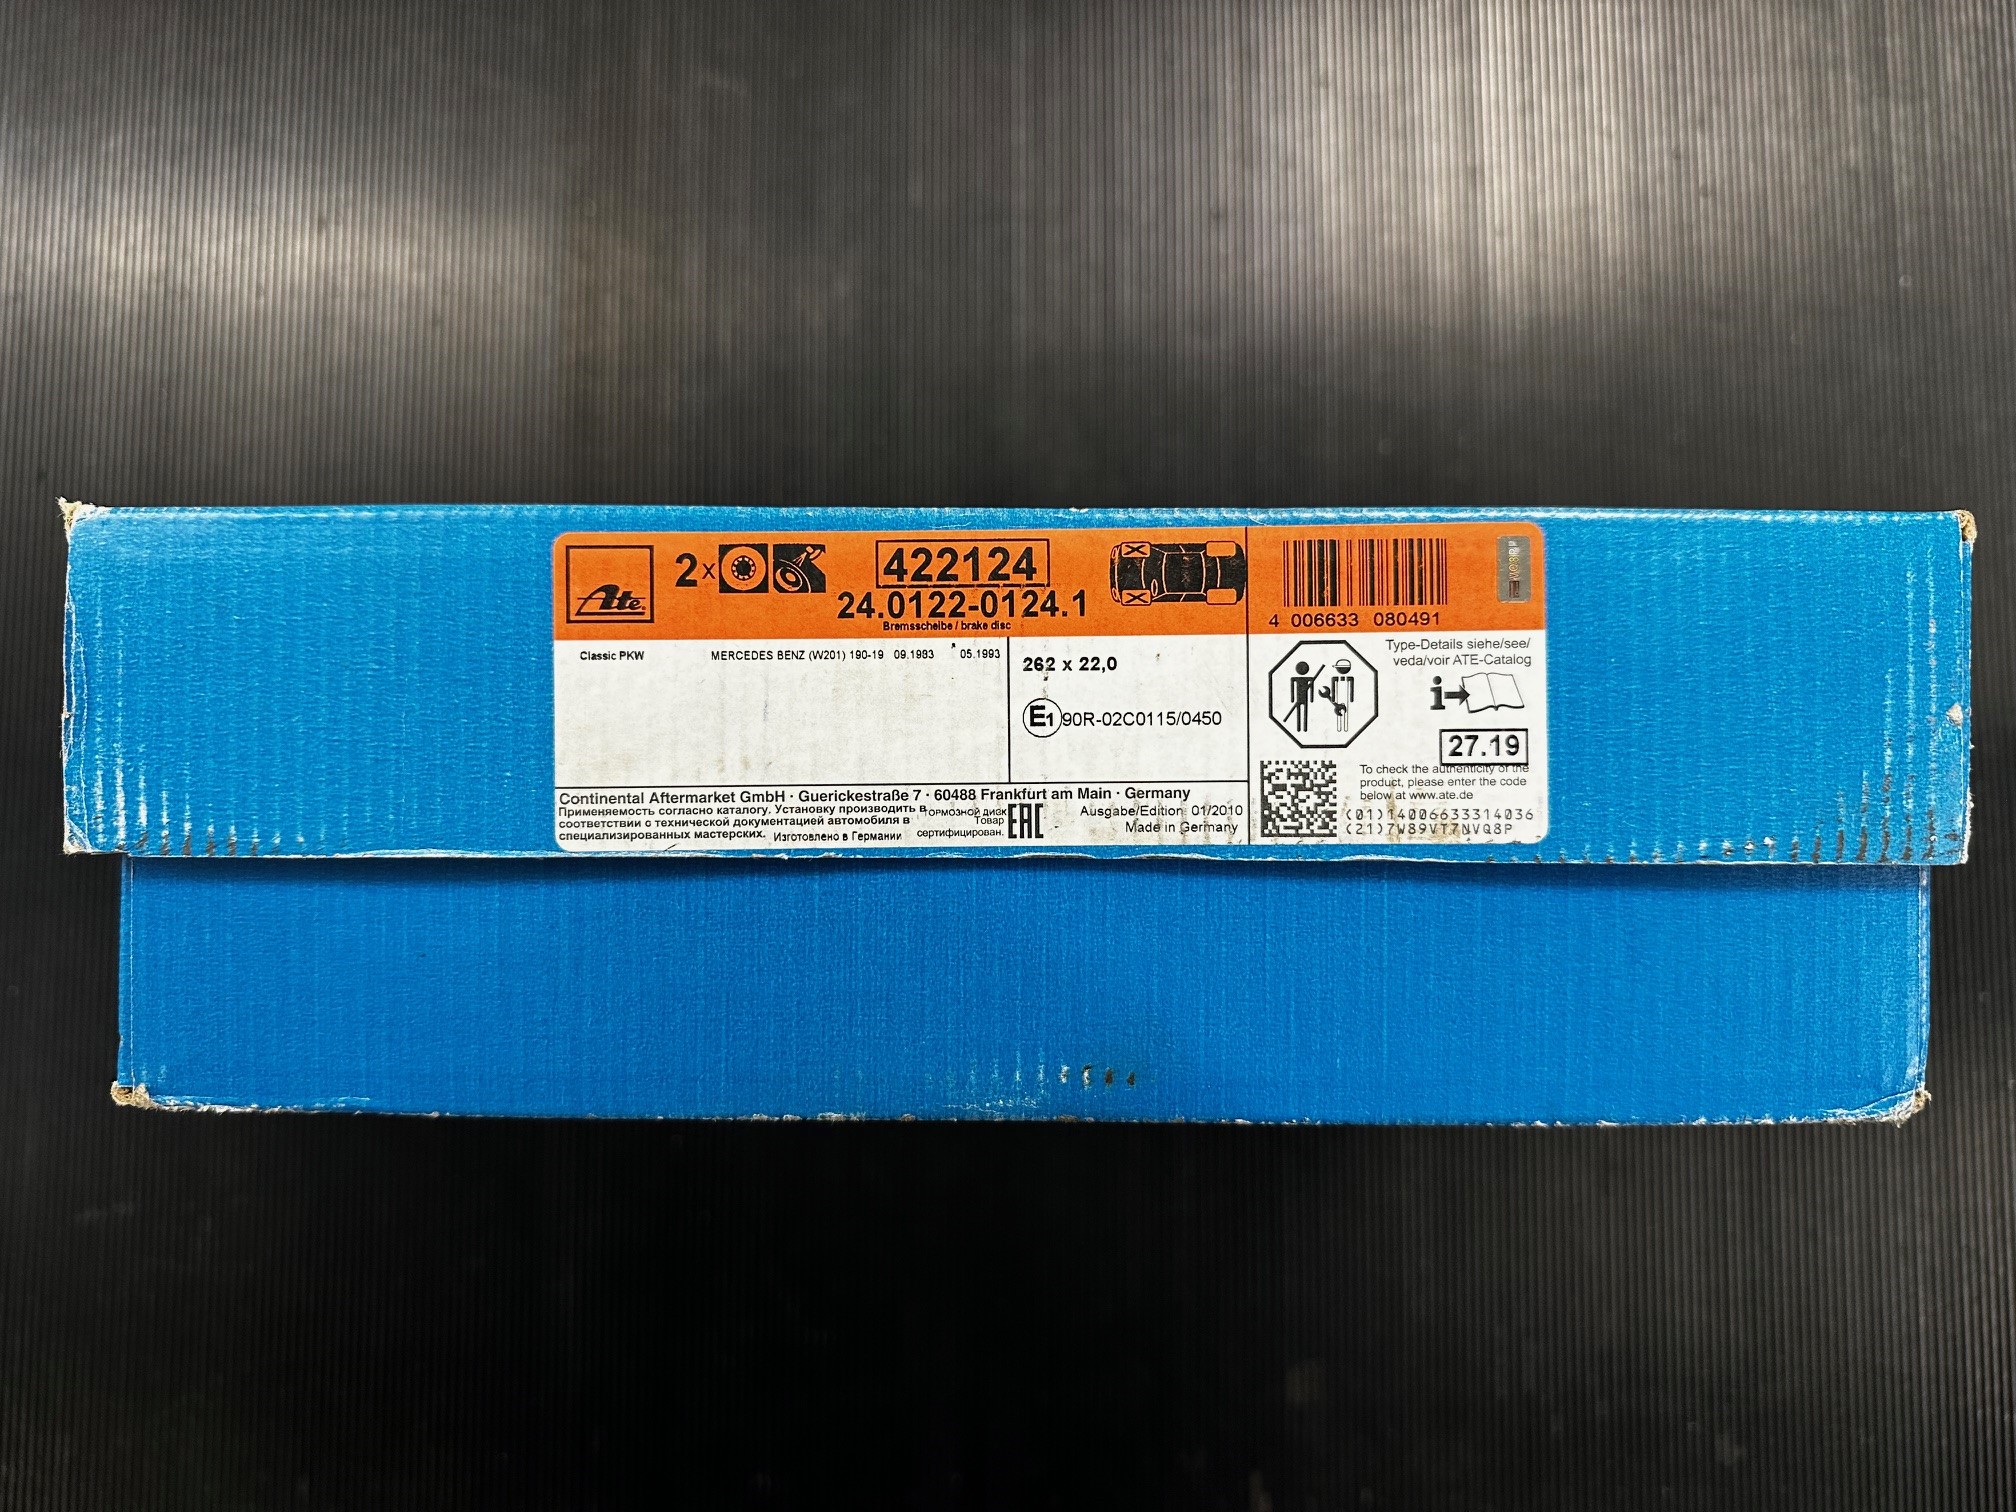 Ate
2x
422124
24.0122-0124.1
Bremsscheibe / brake disc
4 006633 080491
Classic PKW MERCEDES BENZ (W201) 190-19 09.1983 05.1993
262 x 22,0
E1 90R-02C0115/0450
Type-Details siehe/see/
veda/voir ATE-Catalog
i
27.19
To check the authenticity of the
product, please enter the code
below at www.ate.de
(01)14006633314036
(21)7W89VT7NVQ8P
Continental Aftermarket GmbH · Guerickestraße 7 · 60488 Frankfurt am Main · Germany
Применяемость согласно каталогу. Установку производить в
соответствии с технической документацией автомобиля в
специализированных мастерских. Изготовлено в Германии
Тормозной диск
Товар
сертифицирован.
EAC
Ausgabe/Edition 01/2010
Made in Germany